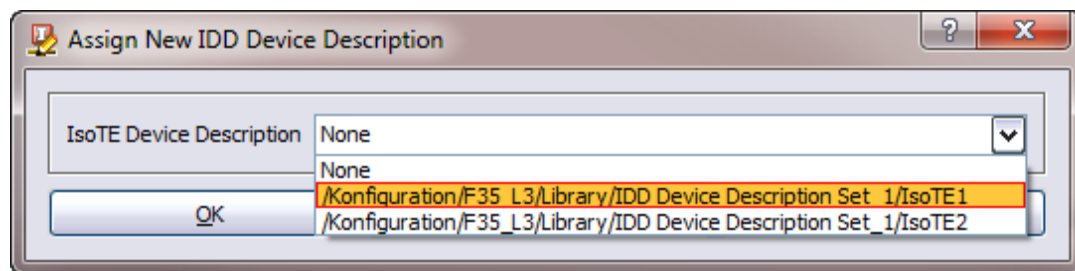 Assign New IDD Device Description
IsoTE Device Description None
None
/Konfiguration/F35_L3/Library/IDD Device Description Set_1/IsoTE1
/Konfiguration/F35_L3/Library/IDD Device Description Set_1/IsoTE2
OK